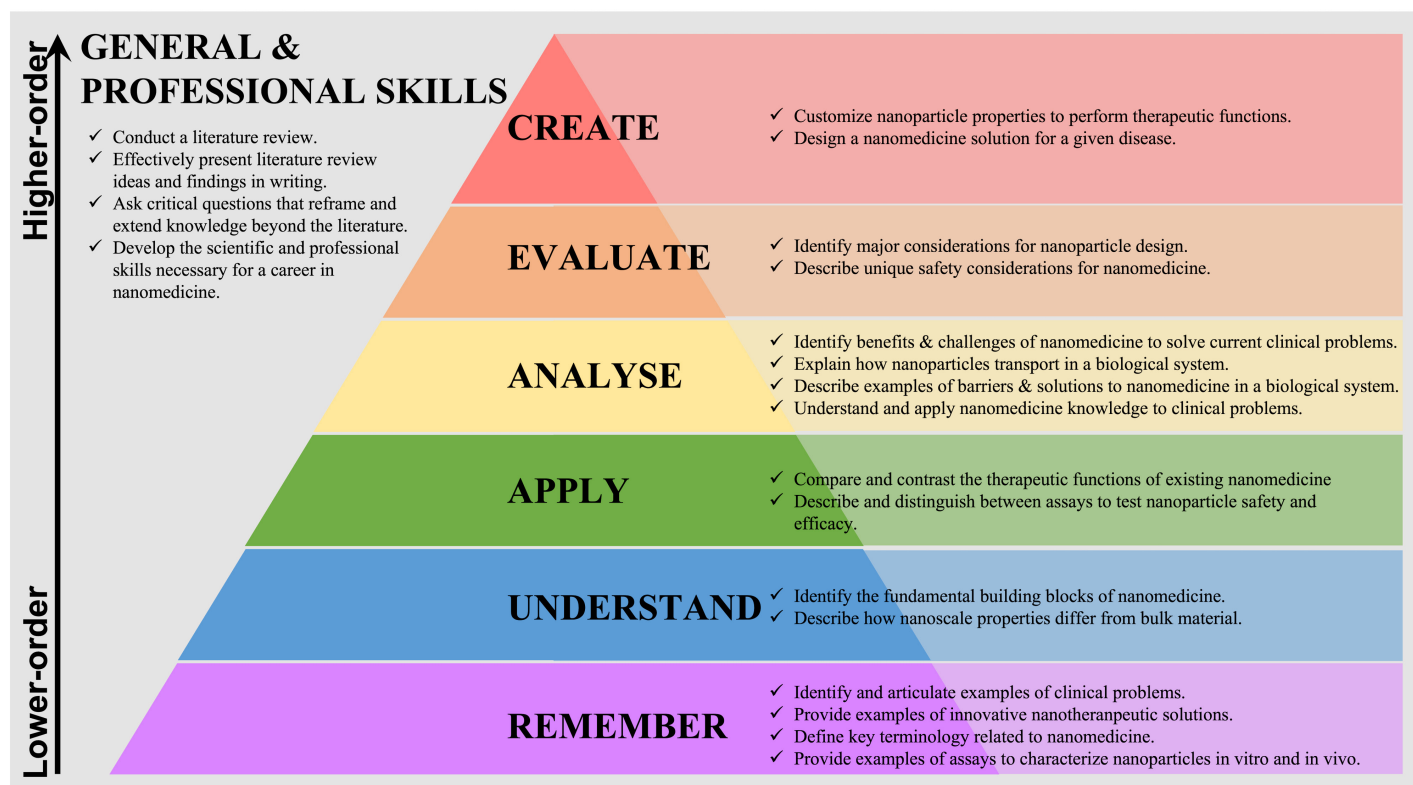 Higher-order
Lower-order
GENERAL &
PROFESSIONAL SKILLS
✓ Conduct a literature review.
✓ Effectively present literature review
ideas and findings in writing.
✓ Ask critical questions that reframe and
extend knowledge beyond the literature.
✓ Develop the scientific and professional
skills necessary for a career in
nanomedicine.
CREATE
✓ Customize nanoparticle properties to perform therapeutic functions.
✓ Design a nanomedicine solution for a given disease.
EVALUATE
✓ Identify major considerations for nanoparticle design.
✓ Describe unique safety considerations for nanomedicine.
ANALYSE
✓ Identify benefits & challenges of nanomedicine to solve current clinical problems.
✓ Explain how nanoparticles transport in a biological system.
✓ Describe examples of barriers & solutions to nanomedicine in a biological system.
✓ Understand and apply nanomedicine knowledge to clinical problems.
APPLY
✓ Compare and contrast the therapeutic functions of existing nanomedicine
✓ Describe and distinguish between assays to test nanoparticle safety and
efficacy.
UNDERSTAND
✓ Identify the fundamental building blocks of nanomedicine.
✓ Describe how nanoscale properties differ from bulk material.
REMEMBER
✓ Identify and articulate examples of clinical problems.
✓ Provide examples of innovative nanotheranpeutic solutions.
✓ Define key terminology related to nanomedicine.
✓ Provide examples of assays to characterize nanoparticles in vitro and in vivo.